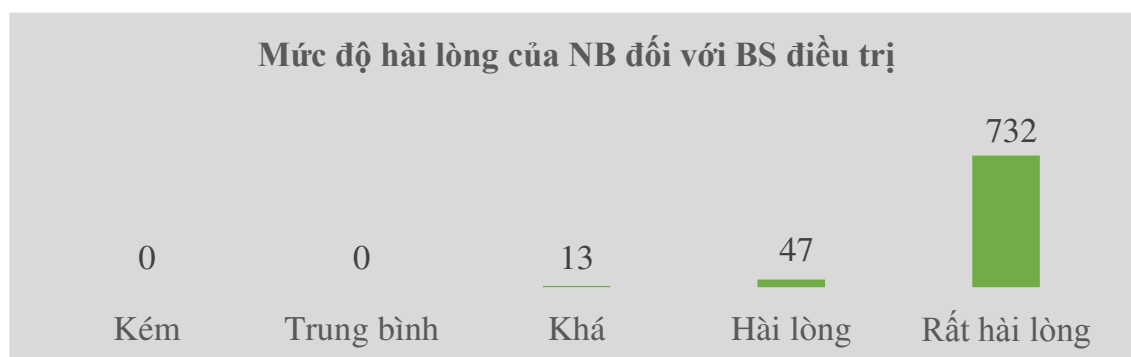 Mức độ hài lòng của NB đối với BS điều trị
732
0 0 13 47
Kém Trung bình Khá Hài lòng Rất hài lòng